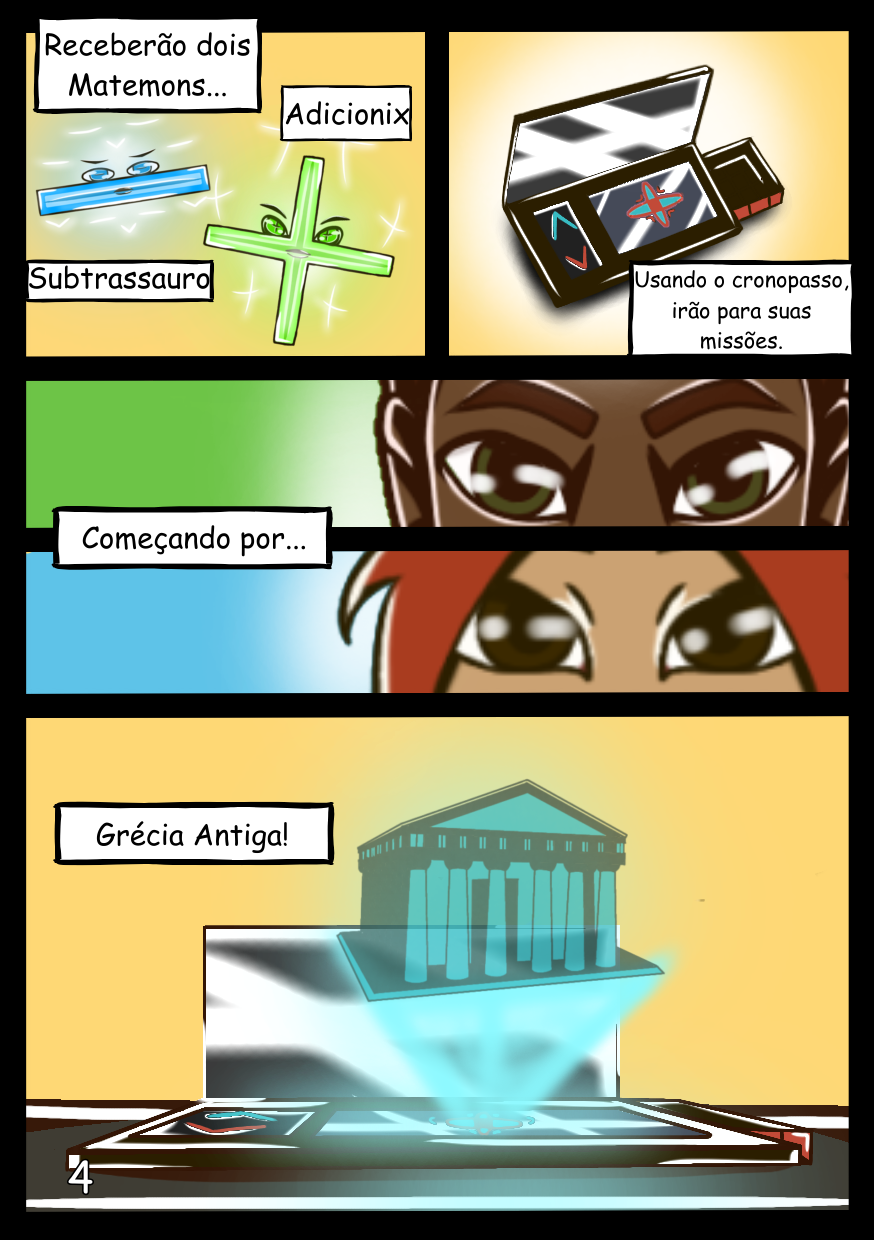 Receberão dois
Matemons...
Adicionix
Subtrassauro
Usando o cronopasso,
irão para suas
missões.
Começando por...
Grécia Antiga!
4